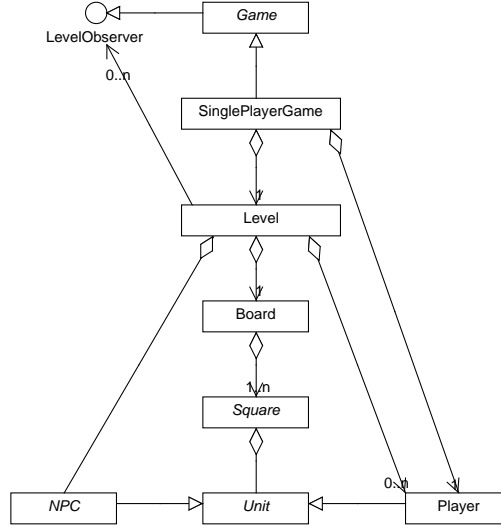 Game
LevelObserver
0..n
SinglePlayerGame
1
Level
1
Board
1..n
Square
0..n
1
NPC
Unit
Player